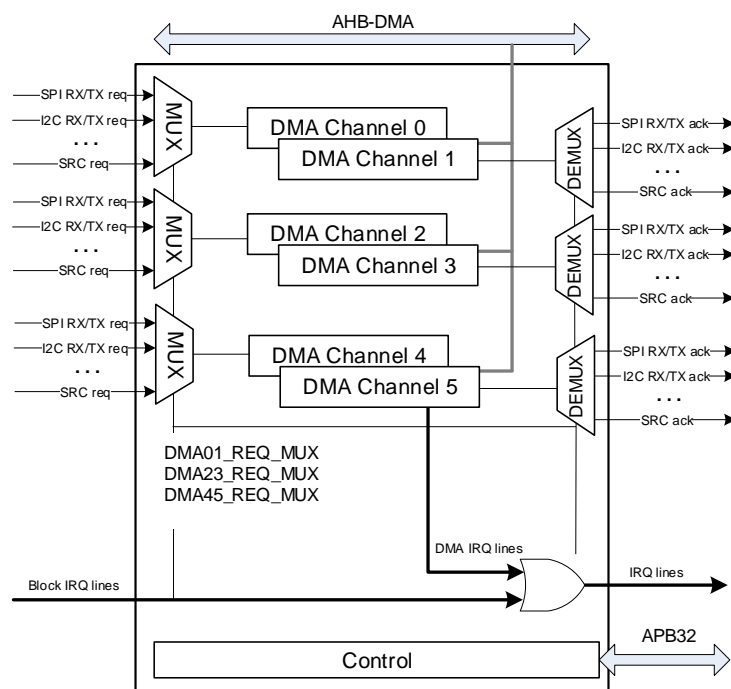 AHB-DMA
SPI RX/TX req
I2C RX/TX req
...
SRC req
MUX
DMA Channel 0
DMA Channel 1
DEMUX
SPI RX/TX ack
I2C RX/TX ack
...
SRC ack
SPI RX/TX req
I2C RX/TX req
...
SRC req
MUX
DMA Channel 2
DMA Channel 3
DEMUX
SPI RX/TX ack
I2C RX/TX ack
...
SRC ack
SPI RX/TX req
I2C RX/TX req
...
SRC req
MUX
DMA Channel 4
DMA Channel 5
DEMUX
SPI RX/TX ack
I2C RX/TX ack
...
SRC ack
DMA01_REQ_MUX
DMA23_REQ_MUX
DMA45_REQ_MUX
DMA IRQ lines
Block IRQ lines
IRQ lines
Control
APB32